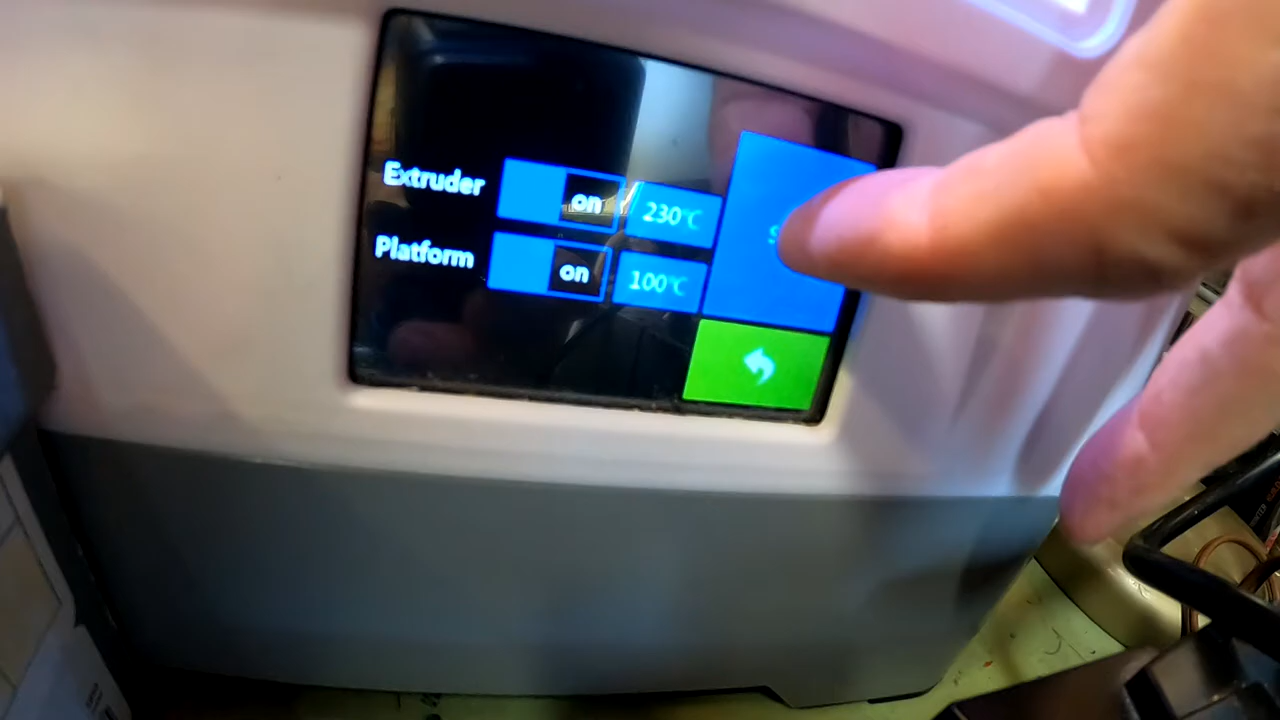 Extruder on 230℃
Platform on 100℃